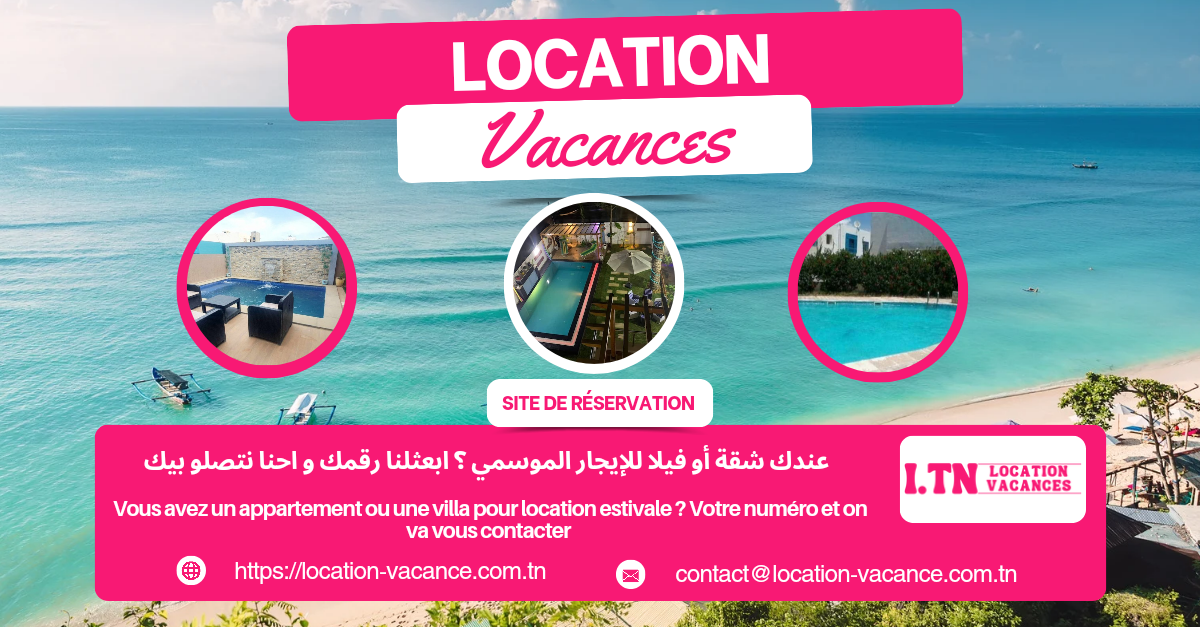 LOCATION
Vacances
SITE DE RÉSERVATION
عندك شقة أو فيلا للإيجار الموسمي ؟ ابعثلنا رقمك و احنا نتصلو بيك
I.TN LOCATION
VACANCES
Vous avez un appartement ou une villa pour location estivale ? Votre numéro et on
va vous contacter
https://location-vacance.com.tn
contact@location-vacance.com.tn